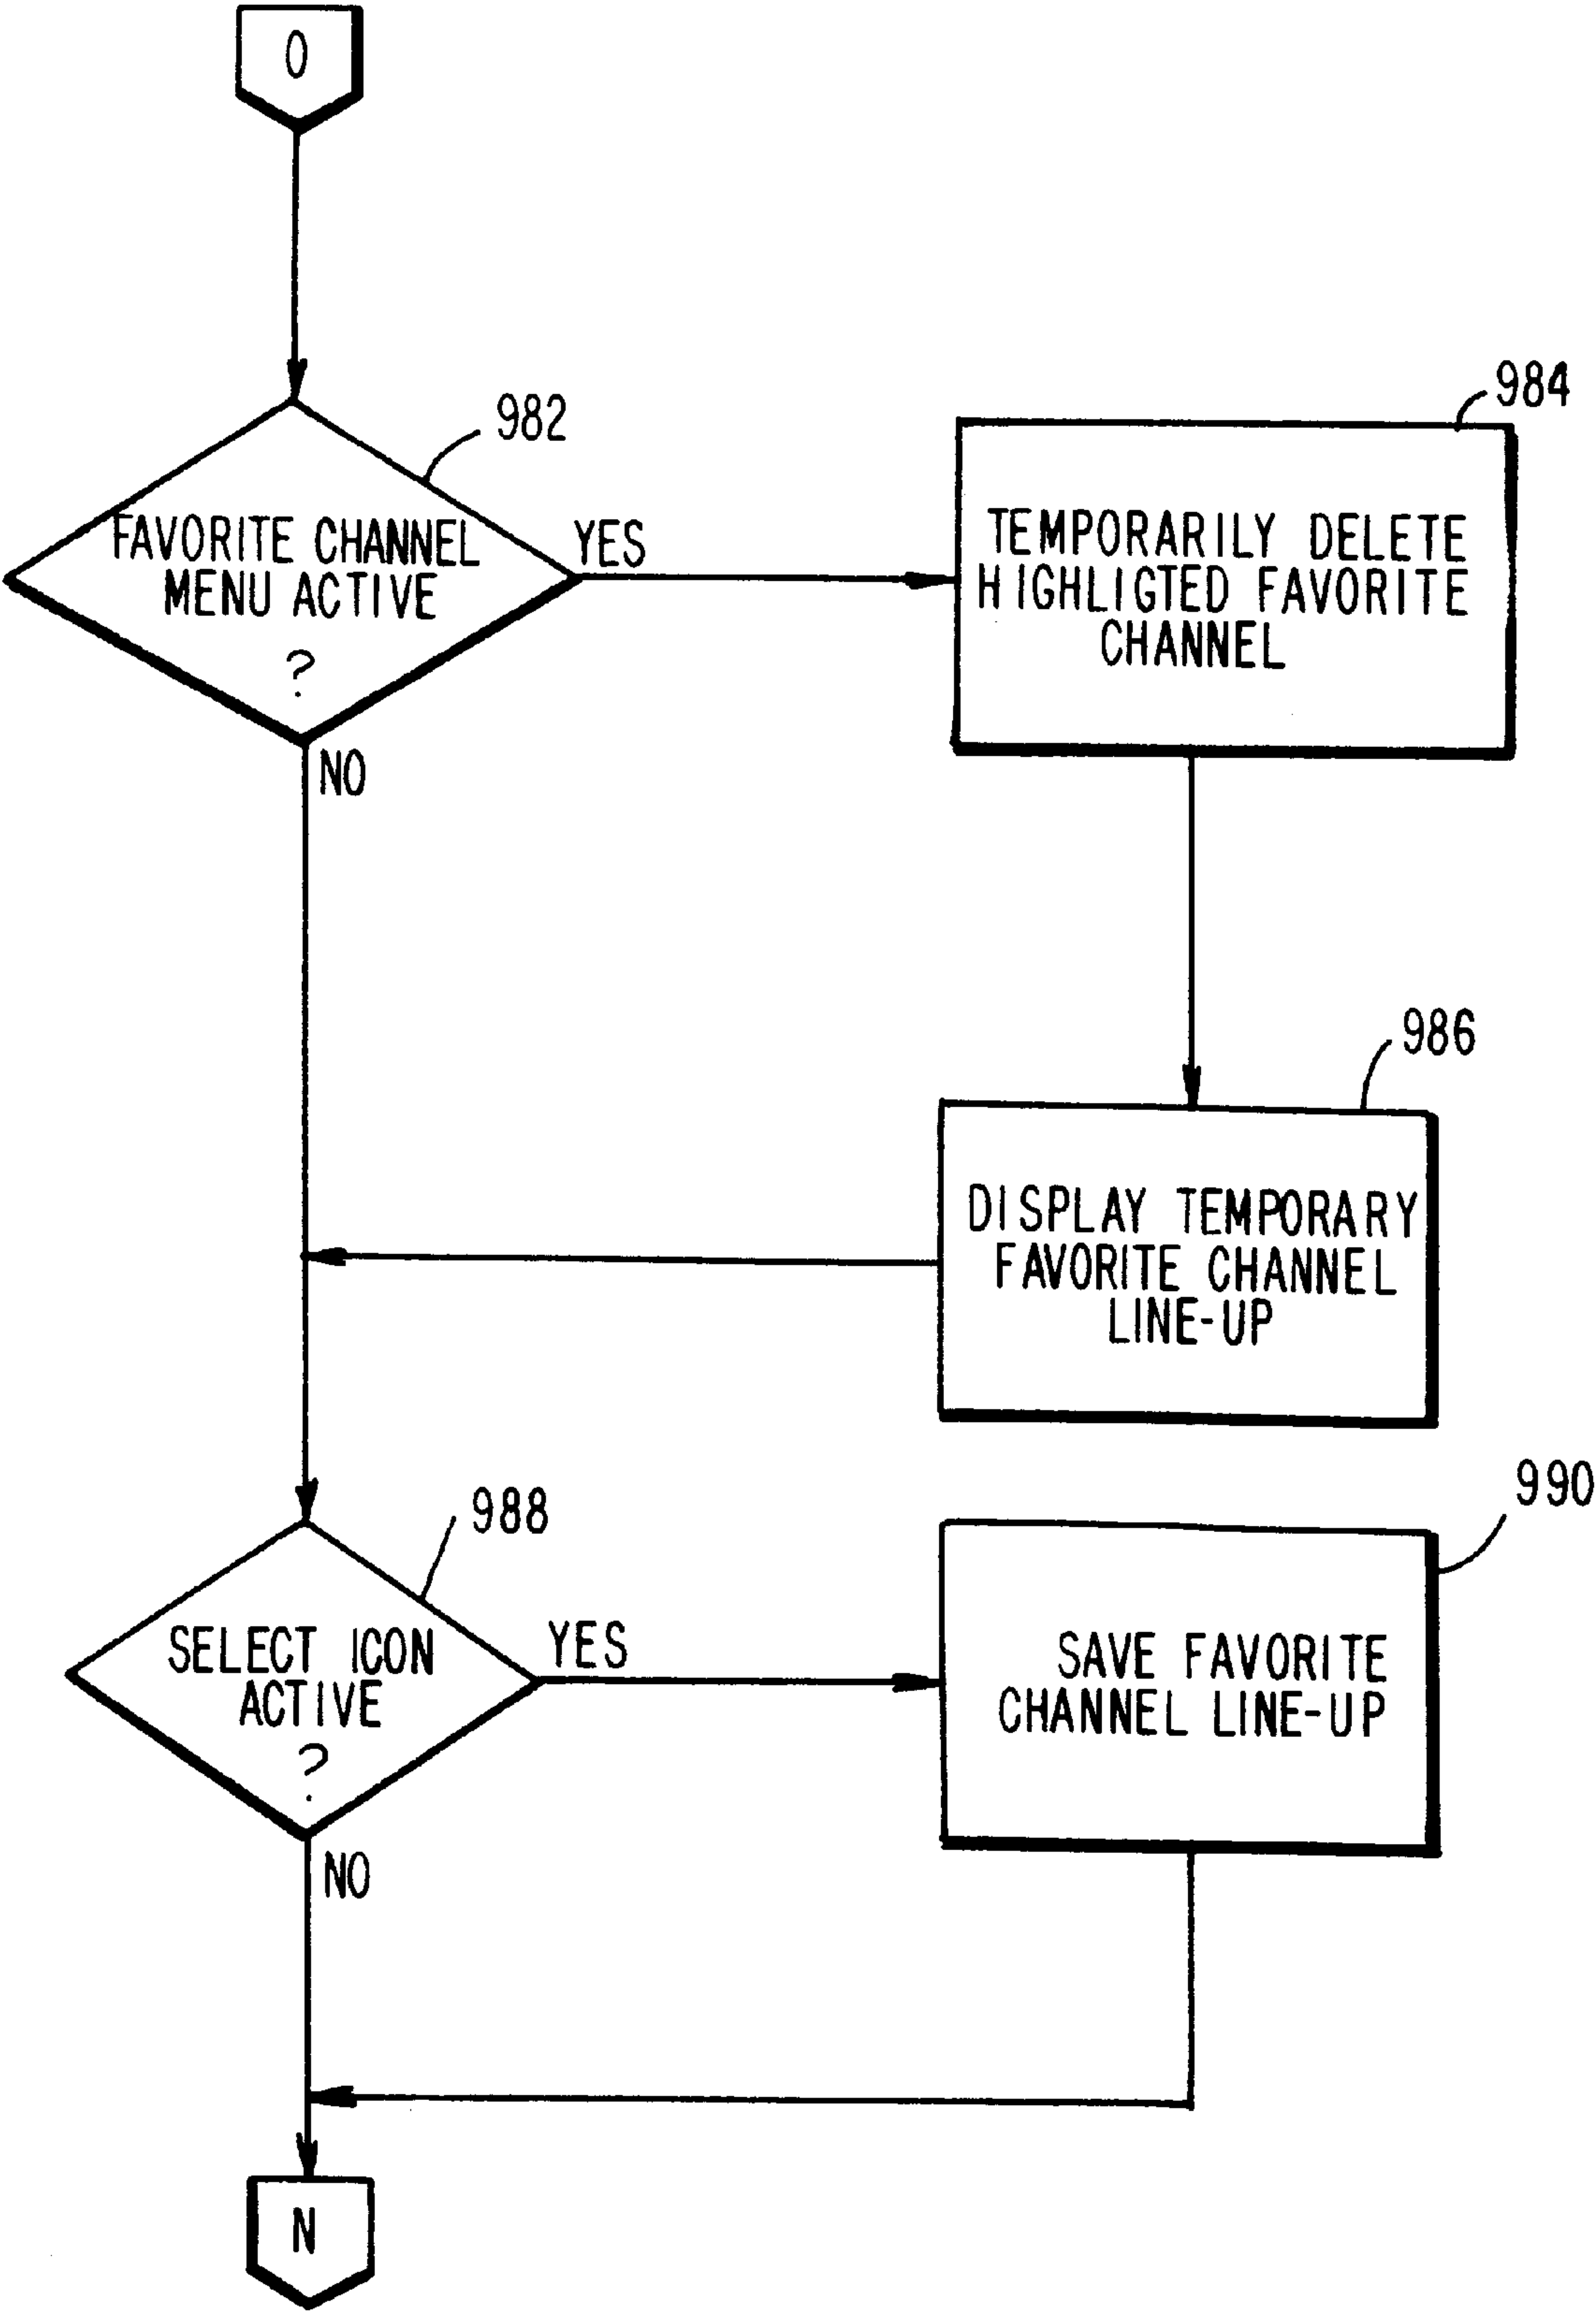 O
982
FAVORITE CHANNEL
MENU ACTIVE
?
YES
NO
984
TEMPORARILY DELETE
HIGHLIGTED FAVORITE
CHANNEL
986
DISPLAY TEMPORARY
FAVORITE CHANNEL
LINE-UP
988
SELECT ICON
ACTIVE
?
YES
NO
990
SAVE FAVORITE
CHANNEL LINE-UP
N